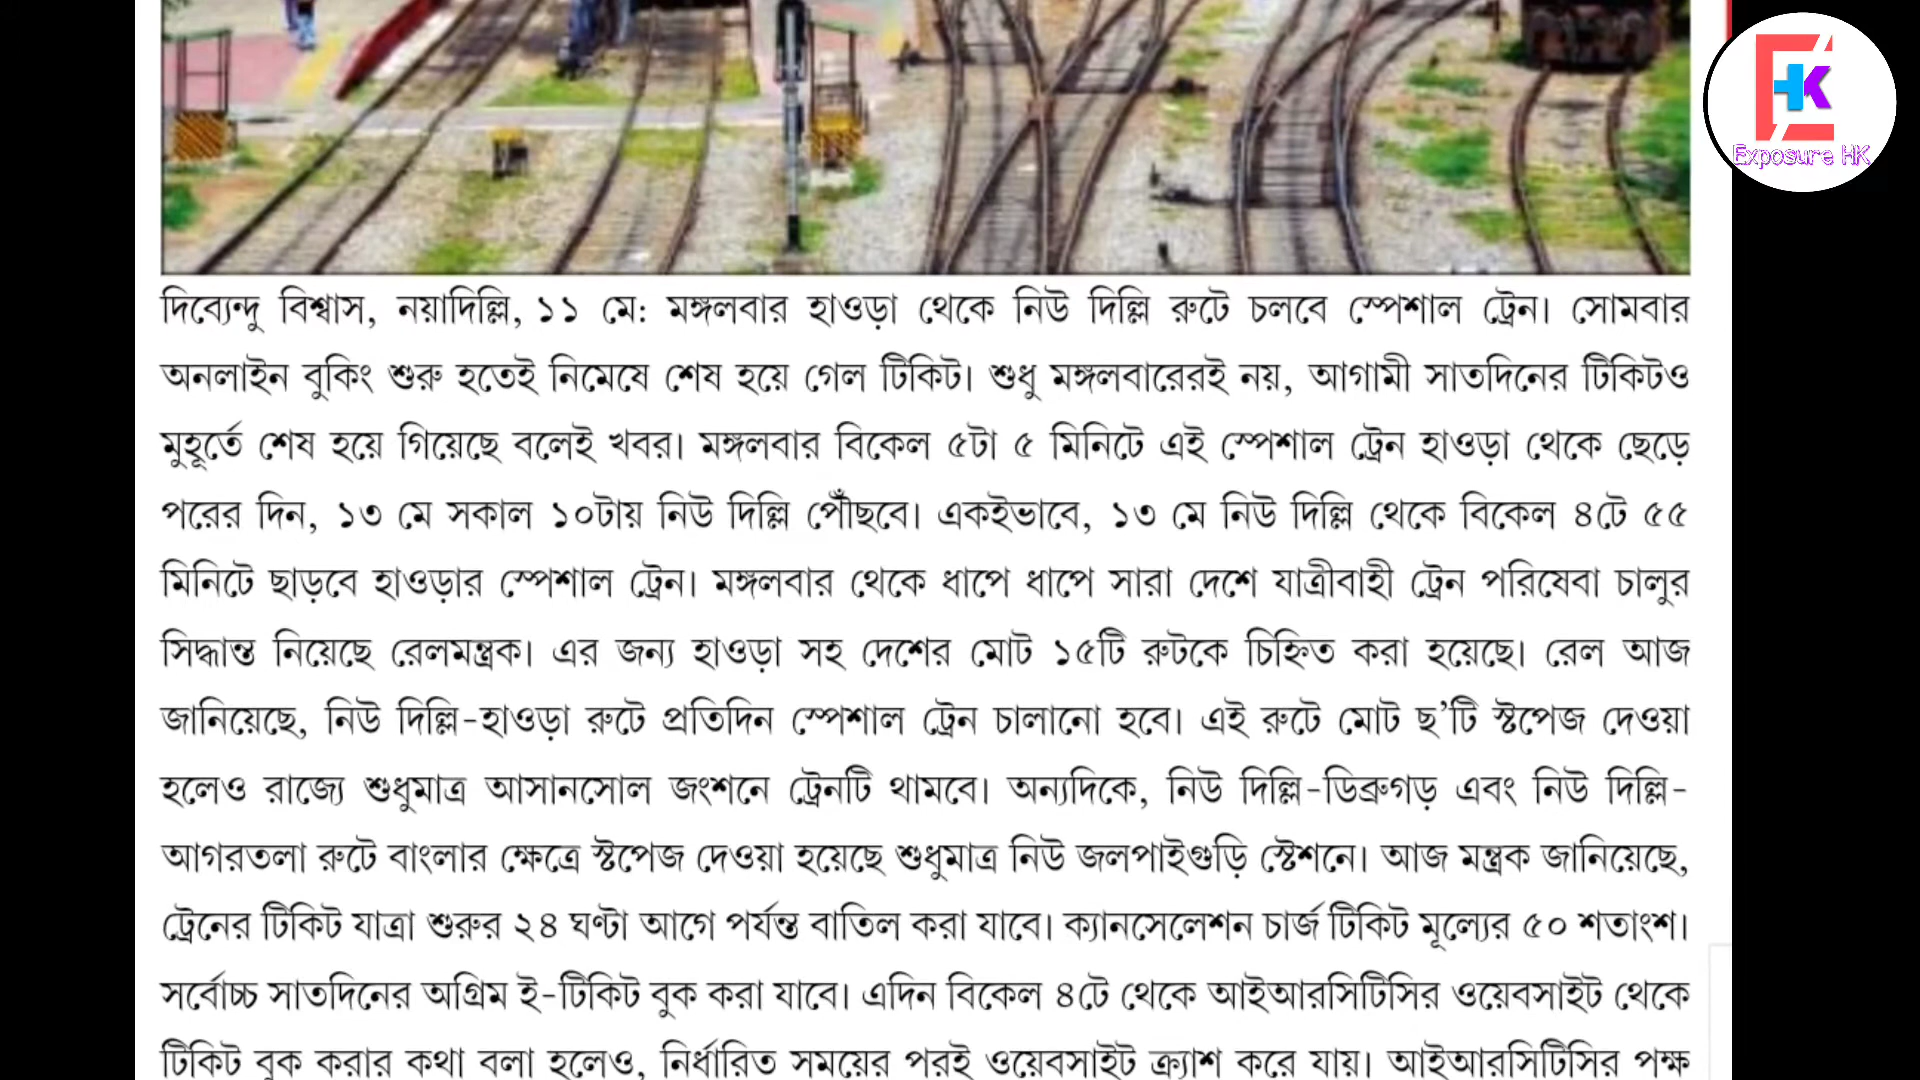 Exposure HK
দিব্যেন্দু বিশ্বাস, নয়াদিল্লি, ১১ মে: মঙ্গলবার হাওড়া থেকে নিউ দিল্লি রুটে চলবে স্পেশাল ট্রেন। সোমবার
অনলাইন বুকিং শুরু হতেই নিমেষে শেষ হয়ে গেল টিকিট। শুধু মঙ্গলবারেরই নয়, আগামী সাতদিনের টিকিটও
মুহূর্তে শেষ হয়ে গিয়েছে বলেই খবর। মঙ্গলবার বিকেল ৫টা ৫ মিনিটে এই স্পেশাল ট্রেন হাওড়া থেকে ছেড়ে
পরের দিন, ১৩ মে সকাল ১০টায় নিউ দিল্লি পৌঁছবে। একইভাবে, ১৩ মে নিউ দিল্লি থেকে বিকেল ৪টে ৫৫
মিনিটে ছাড়বে হাওড়ার স্পেশাল ট্রেন। মঙ্গলবার থেকে ধাপে ধাপে সারা দেশে যাত্রীবাহী ট্রেন পরিষেবা চালুর
সিদ্ধান্ত নিয়েছে রেলমন্ত্রক। এর জন্য হাওড়া সহ দেশের মোট ১৫টি রুটকে চিহ্নিত করা হয়েছে। রেল আজ
জানিয়েছে, নিউ দিল্লি-হাওড়া রুটে প্রতিদিন স্পেশাল ট্রেন চালানো হবে। এই রুটে মোট ছ’টি স্টপেজ দেওয়া
হলেও রাজ্যে শুধুমাত্র আসানসোল জংশনে ট্রেনটি থামবে। অন্যদিকে, নিউ দিল্লি-ডিব্রুগড় এবং নিউ দিল্লি-
আগরতলা রুটে বাংলার ক্ষেত্রে স্টপেজ দেওয়া হয়েছে শুধুমাত্র নিউ জলপাইগুড়ি স্টেশনে। আজ মন্ত্রক জানিয়েছে,
ট্রেনের টিকিট যাত্রা শুরুর ২৪ ঘণ্টা আগে পর্যন্ত বাতিল করা যাবে। ক্যানসেলেশন চার্জ টিকিট মূল্যের ৫০ শতাংশ।
সর্বোচ্চ সাতদিনের অগ্রিম ই-টিকিট বুক করা যাবে। এদিন বিকেল ৪টে থেকে আইআরসিটিসির ওয়েবসাইট থেকে
টিকিট বুক করার কথা বলা হলেও, নির্ধারিত সময়ের পরই ওয়েবসাইট ক্র্যাশ করে যায়। আইআরসিটিসির পক্ষ